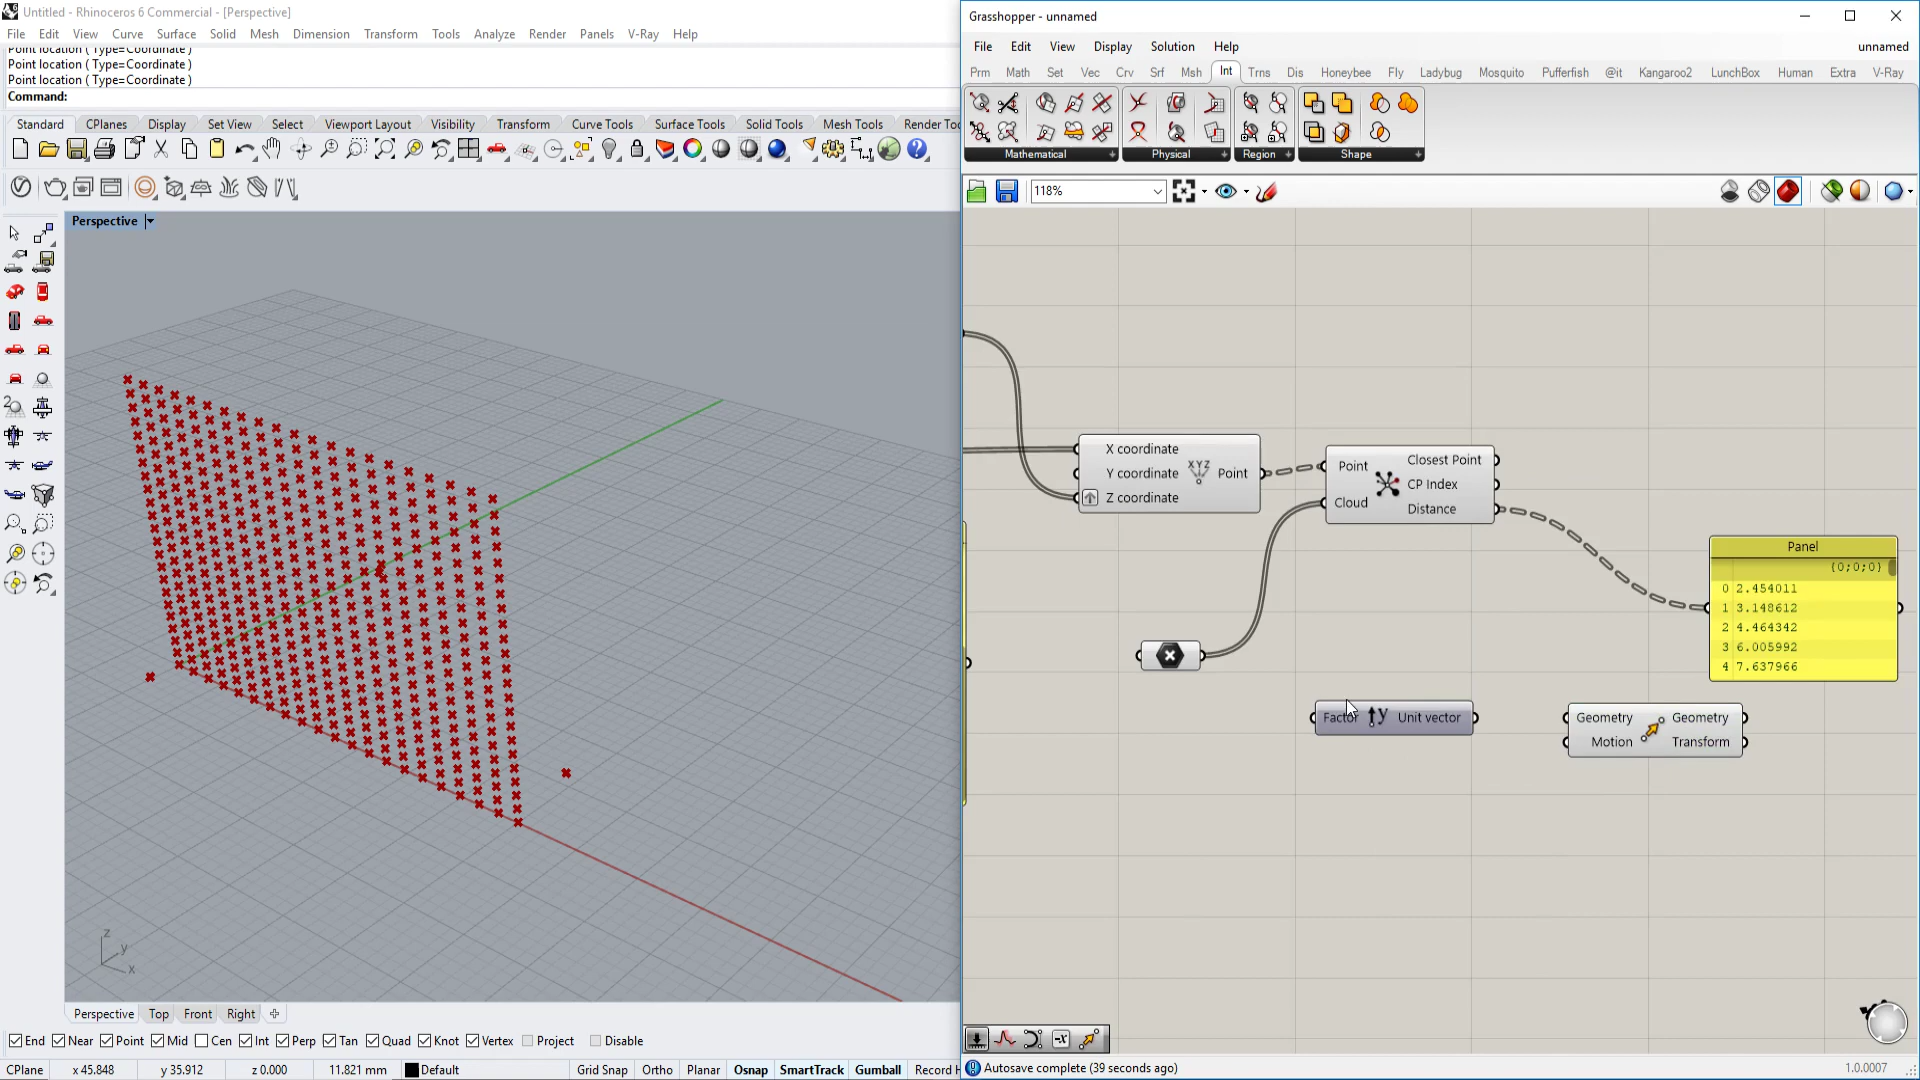 Untitled - Rhinoceros 6 Commercial - [Perspective]
File Edit View Curve Surface Solid Mesh Dimension Transform Tools Analyze Render Panels V-Ray Help
Point location ( Type=Coordinate )
Point location ( Type=Coordinate )
Point location ( Type=Coordinate )
Command:
Standard CPlanes Display Set View Select Viewport Layout Visibility Transform Curve Tools Surface Tools Solid Tools Mesh Tools Render Too
Perspective
z
y
x
Perspective Top Front Right
End Near Point Mid Cen Int Perp Tan Quad Knot Vertex Project Disable
CPlane x 45.848 y 35.912 z 0.000 11.821 mm Default Grid Snap Ortho Planar Osnap SmartTrack Gumball Record H
Grasshopper - unnamed
File Edit View Display Solution Help unnamed
Prm Math Set Vec Crv Srf Msh Int Trns Dis Honeybee Fly Ladybug Mosquito Pufferfish @it Kangaroo2 LunchBox Human Extra V-Ray
Mathematical Physical Region Shape
118%
X coordinate
Y coordinate
Z coordinate
XYZ
Point
Point
Cloud
Closest Point
CP Index
Distance
Panel
{0;0;0}
0 2.454011
1 3.148612
2 4.464342
3 6.005992
4 7.637966
Factor y Unit vector
Geometry
Motion
Geometry
Transform
Autosave complete (39 seconds ago) 1.0.0007